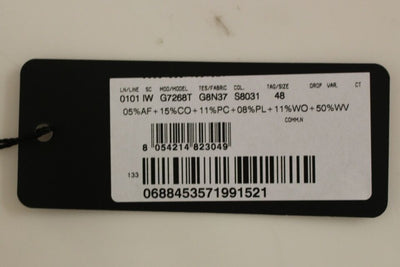 LN/LINE SC MOD/MODEL TES/FABRIC COL. TAG/SIZE DROP VAR. CT
0101 IW G7268T G8N37 S8031 48
05%AF+15%CO+11%PC+08%PL+11%WO+50%WV
COMM.N
8 054214 823049
133
0688453571991521